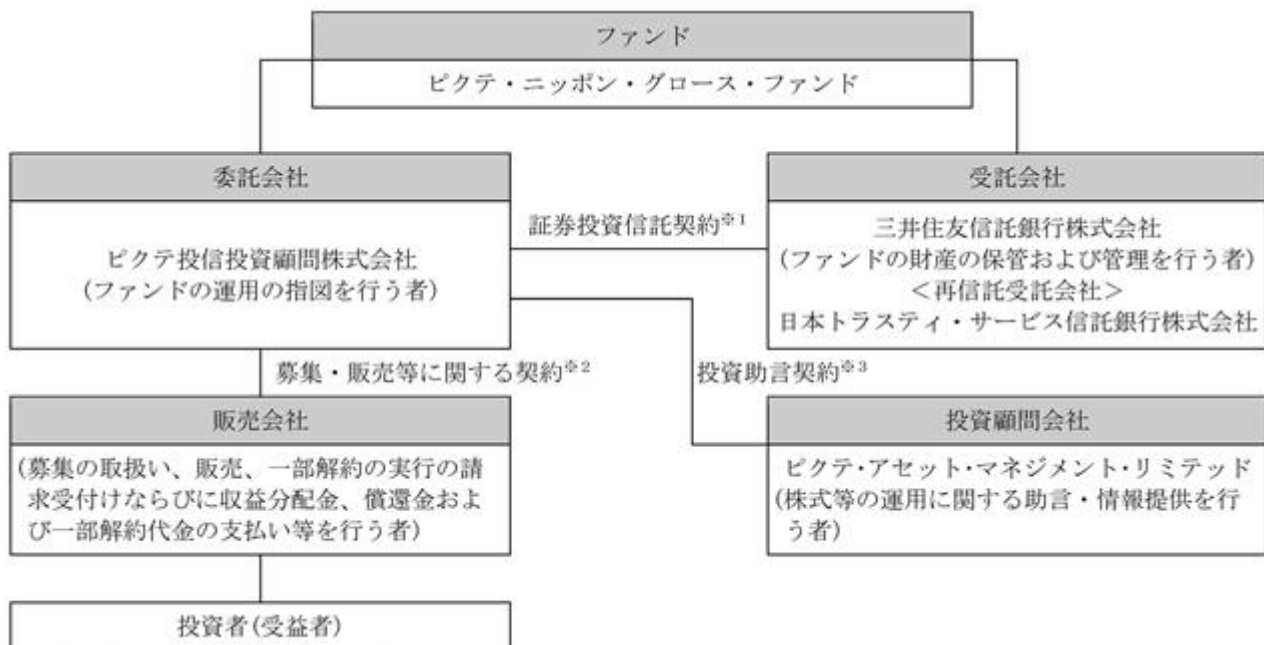 ファンド
ピクテ・ニッポン・グロース・ファンド
委託会社
ピクテ投信投資顧問株式会社
(ファンドの運用の指図を行う者)
証券投資信託契約※1
受託会社
三井住友信託銀行株式会社
(ファンドの財産の保管および管理を行う者)
＜再信託受託会社＞
日本トラスティ・サービス信託銀行株式会社
募集・販売等に関する契約※2
投資助言契約※3
販売会社
(募集の取扱い、販売、一部解約の実行の請
求受付けならびに収益分配金、償還金およ
び一部解約代金の支払い等を行う者)
投資顧問会社
ピクテ・アセット・マネジメント・リミテッド
(株式等の運用に関する助言・情報提供を行
う者)
投資者(受益者)